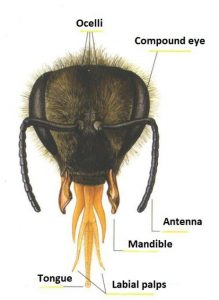 Ocelli
Compound eye
Antenna
Mandible
Tongue
Labial palps